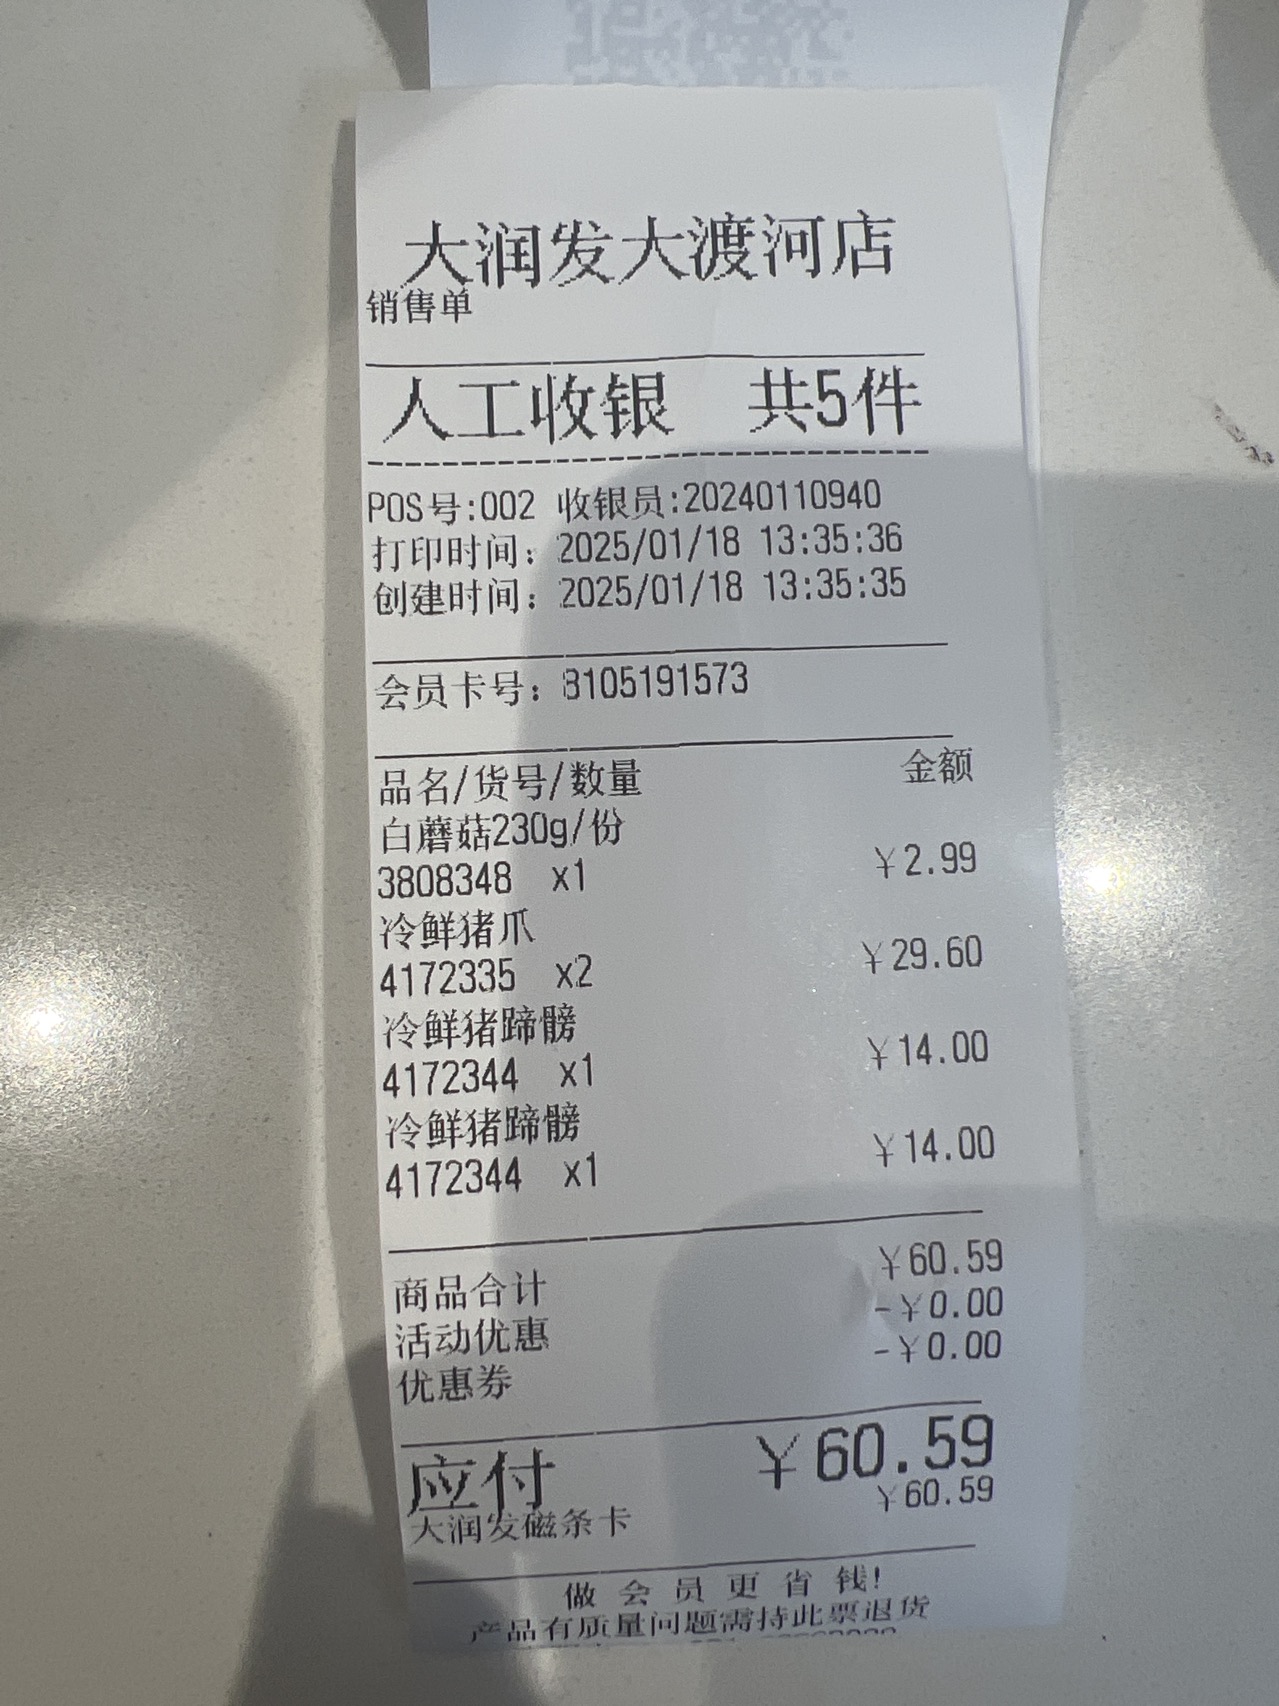 大润发大渡河店
销售单
人工收银 共5件
POS号:002 收银员:20240110940
打印时间: 2025/01/18 13:35:36
创建时间: 2025/01/18 13:35:35
会员卡号: 3105191573
品名/货号/数量 金额
白蘑菇230g/份
3808348 x1 ¥2.99
冷鲜猪爪
4172335 x2 ¥29.60
冷鲜猪蹄髈
4172344 x1 ¥14.00
冷鲜猪蹄髈
4172344 x1 ¥14.00
商品合计 ¥60.59
活动优惠 -¥0.00
优惠券 -¥0.00
应付 ¥60.59
大润发磁条卡 ¥60.59
做会员更省钱!
产品有质量问题需持此票退货